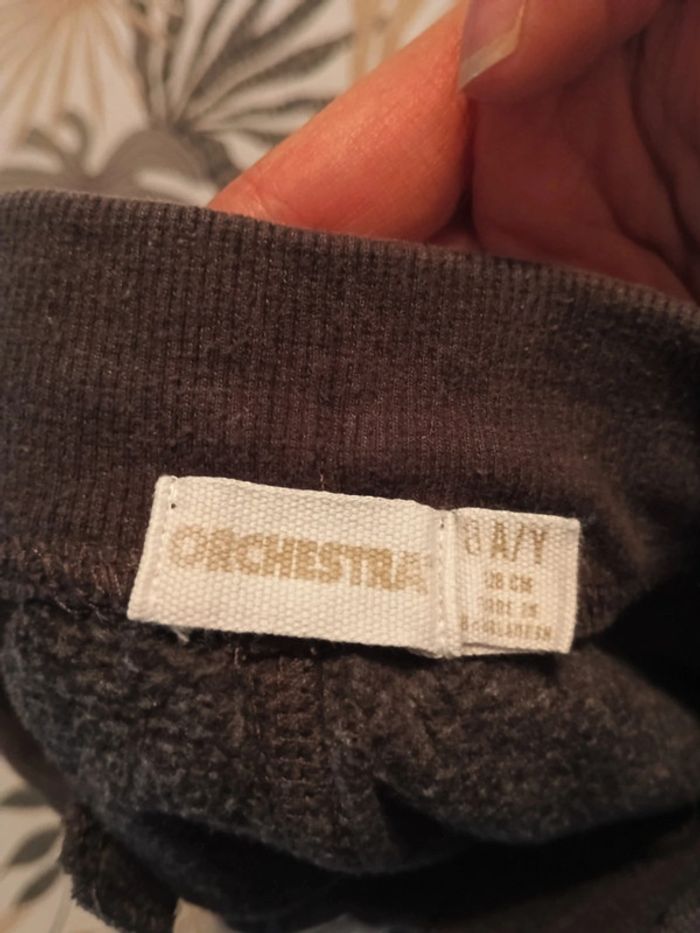 ORCHESTRA
8 A/Y
128 CM
MADE IN
BANGLADESH